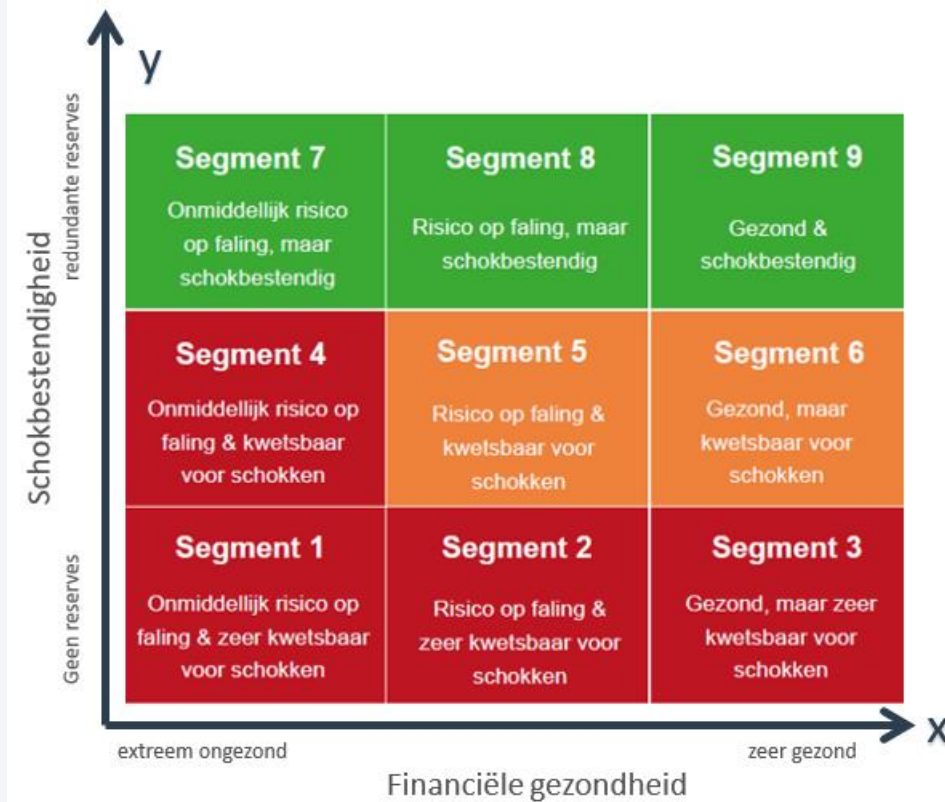 y
Schokbestendigheid
redundante reserves
Geen reserves
Segment 7
Onmiddellijk risico
op faling, maar
schokbestendig
Segment 8
Risico op faling, maar
schokbestendig
Segment 9
Gezond &
schokbestendig
Segment 4
Onmiddellijk risico op
faling & kwetsbaar
voor schokken
Segment 5
Risico op faling &
kwetsbaar voor
schokken
Segment 6
Gezond, maar
kwetsbaar voor
schokken
Segment 1
Onmiddellijk risico op
faling & zeer kwetsbaar
voor schokken
Segment 2
Risico op faling &
zeer kwetsbaar voor
schokken
Segment 3
Gezond, maar zeer
kwetsbaar voor
schokken
x
extreem ongezond
zeer gezond
Financiële gezondheid